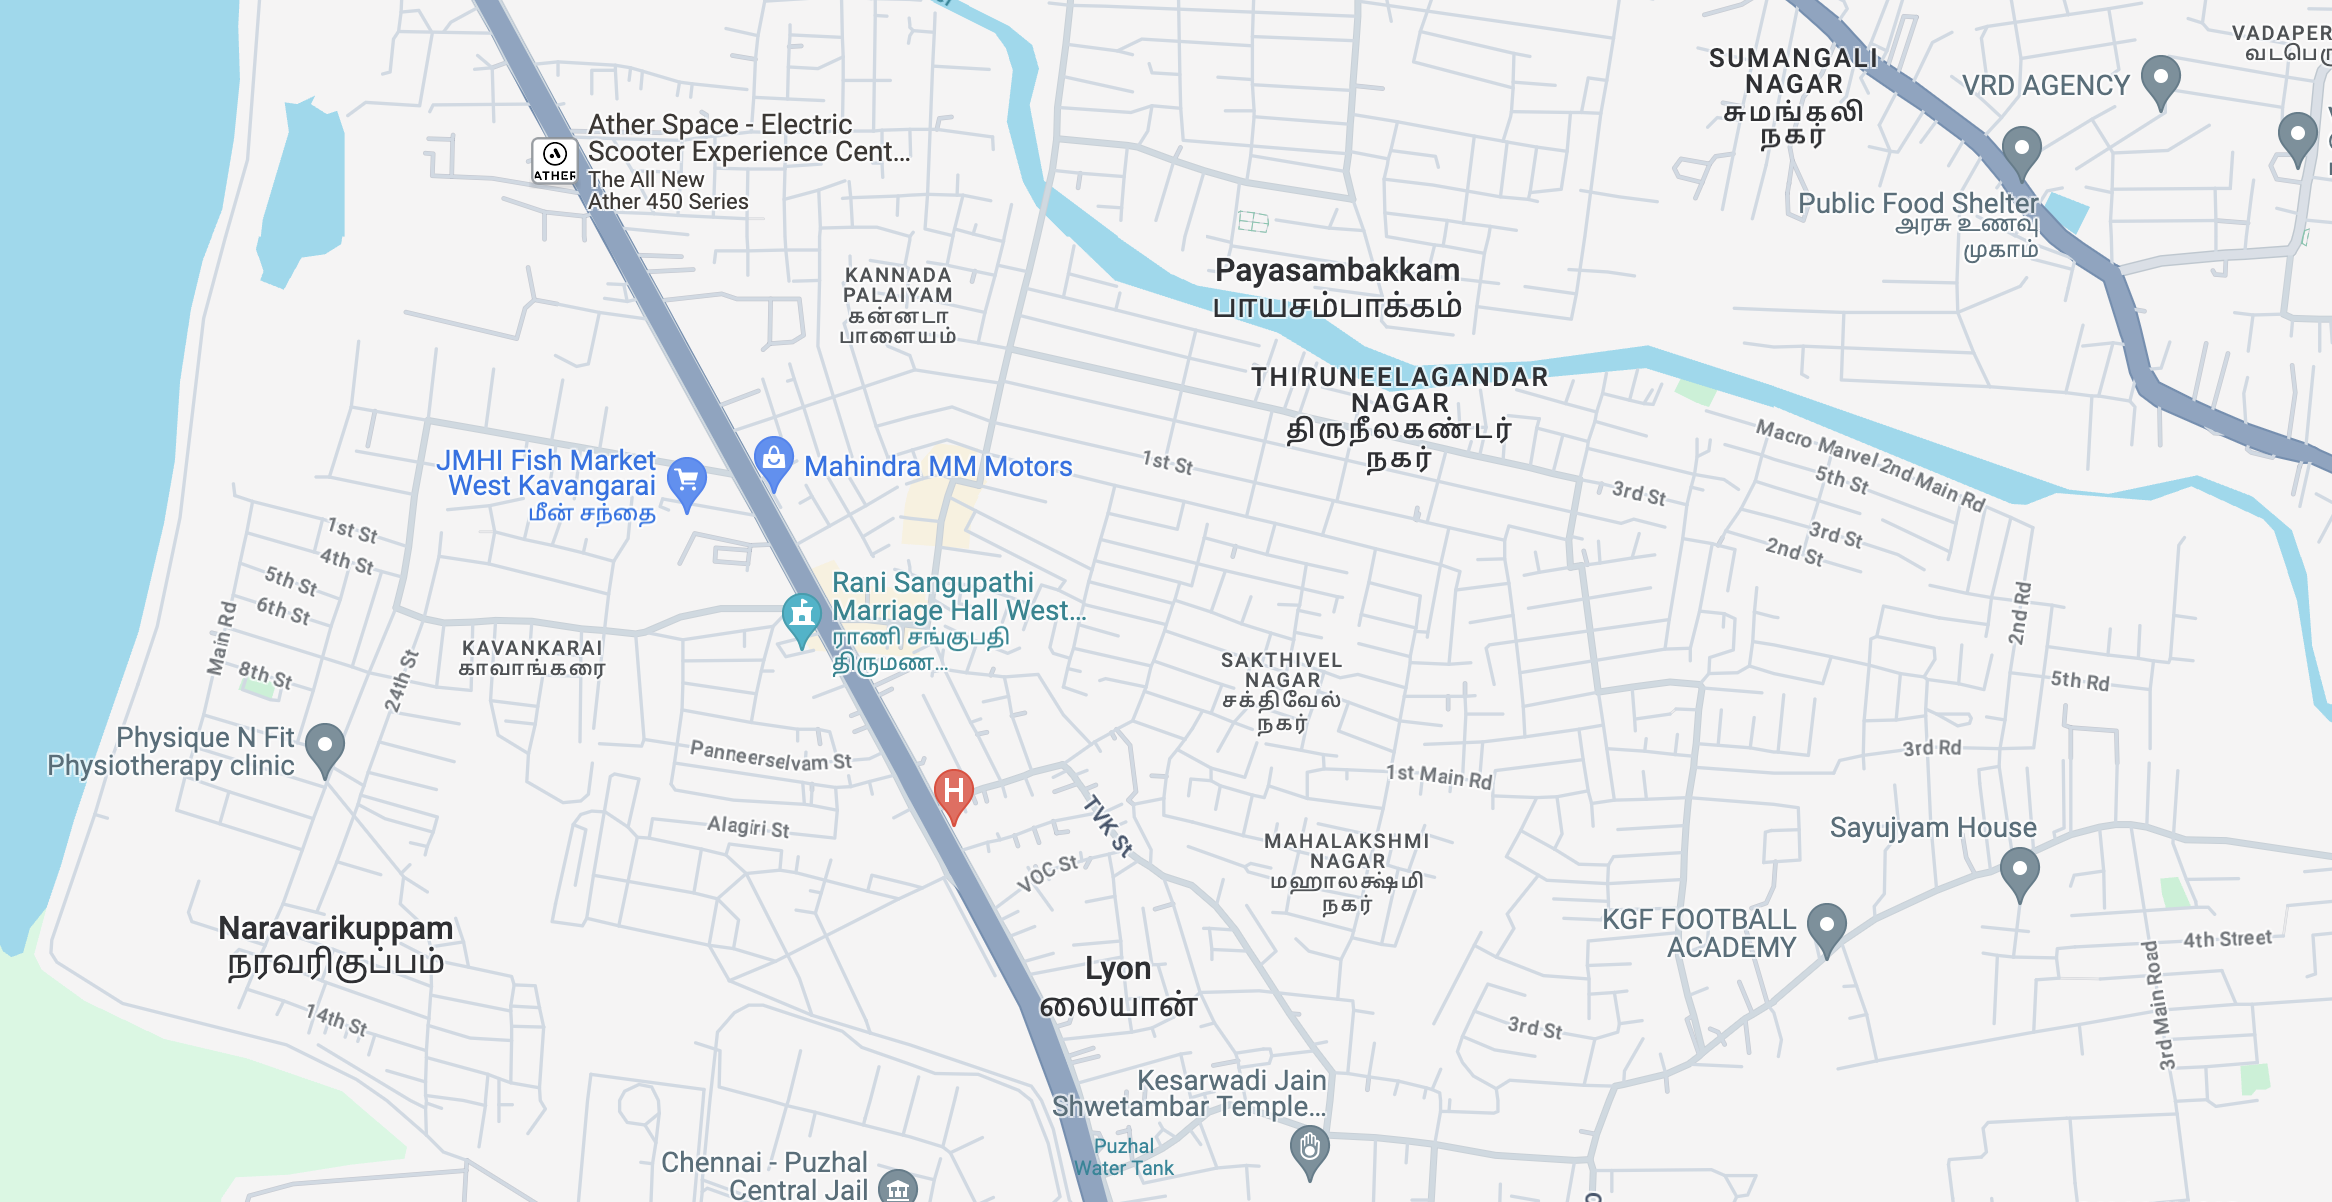 SUMANGALI
NAGAR
சுமங்கலி
நகர்
VRD AGENCY
VADAPER
வடபெரு
Ather Space - Electric
Scooter Experience Cent...
The All New
Ather 450 Series
ATHER
Public Food Shelter
அரசு உணவு
முகாம்
KANNADA
PALAIYAM
கன்னடா
பாளையம்
Payasambakkam
பாயசம்பாக்கம்
THIRUNEELAGANDAR
NAGAR
திருநீலகண்டர்
நகர்
JMHI Fish Market
West Kavangarai
மீன் சந்தை
Mahindra MM Motors
1st St
3rd St
Macro Marvel 2nd Main Rd
5th St
3rd St
2nd St
1st St
4th St
5th St
6th St
Main Rd
8th St
24th St
KAVANKARAI
காவாங்கரை
Rani Sangupathi
Marriage Hall West...
ராணி சங்குபதி
திருமண...
2nd Rd
SAKTHIVEL
NAGAR
சக்திவேல்
நகர்
5th Rd
3rd Rd
Physique N Fit
Physiotherapy clinic
Panneerselvam St
1st Main Rd
H
TVK St
Alagiri St
VOC St
MAHALAKSHMI
NAGAR
மஹாலக்ஷ்மி
நகர்
Sayujyam House
KGF FOOTBALL
ACADEMY
Naravarikuppam
நரவரிகுப்பம்
4th Street
3rd Main Road
Lyon
லையான்
14th St
3rd St
Kesarwadi Jain
Shwetambar Temple...
Puzhal
Water Tank
Chennai - Puzhal
Central Jail